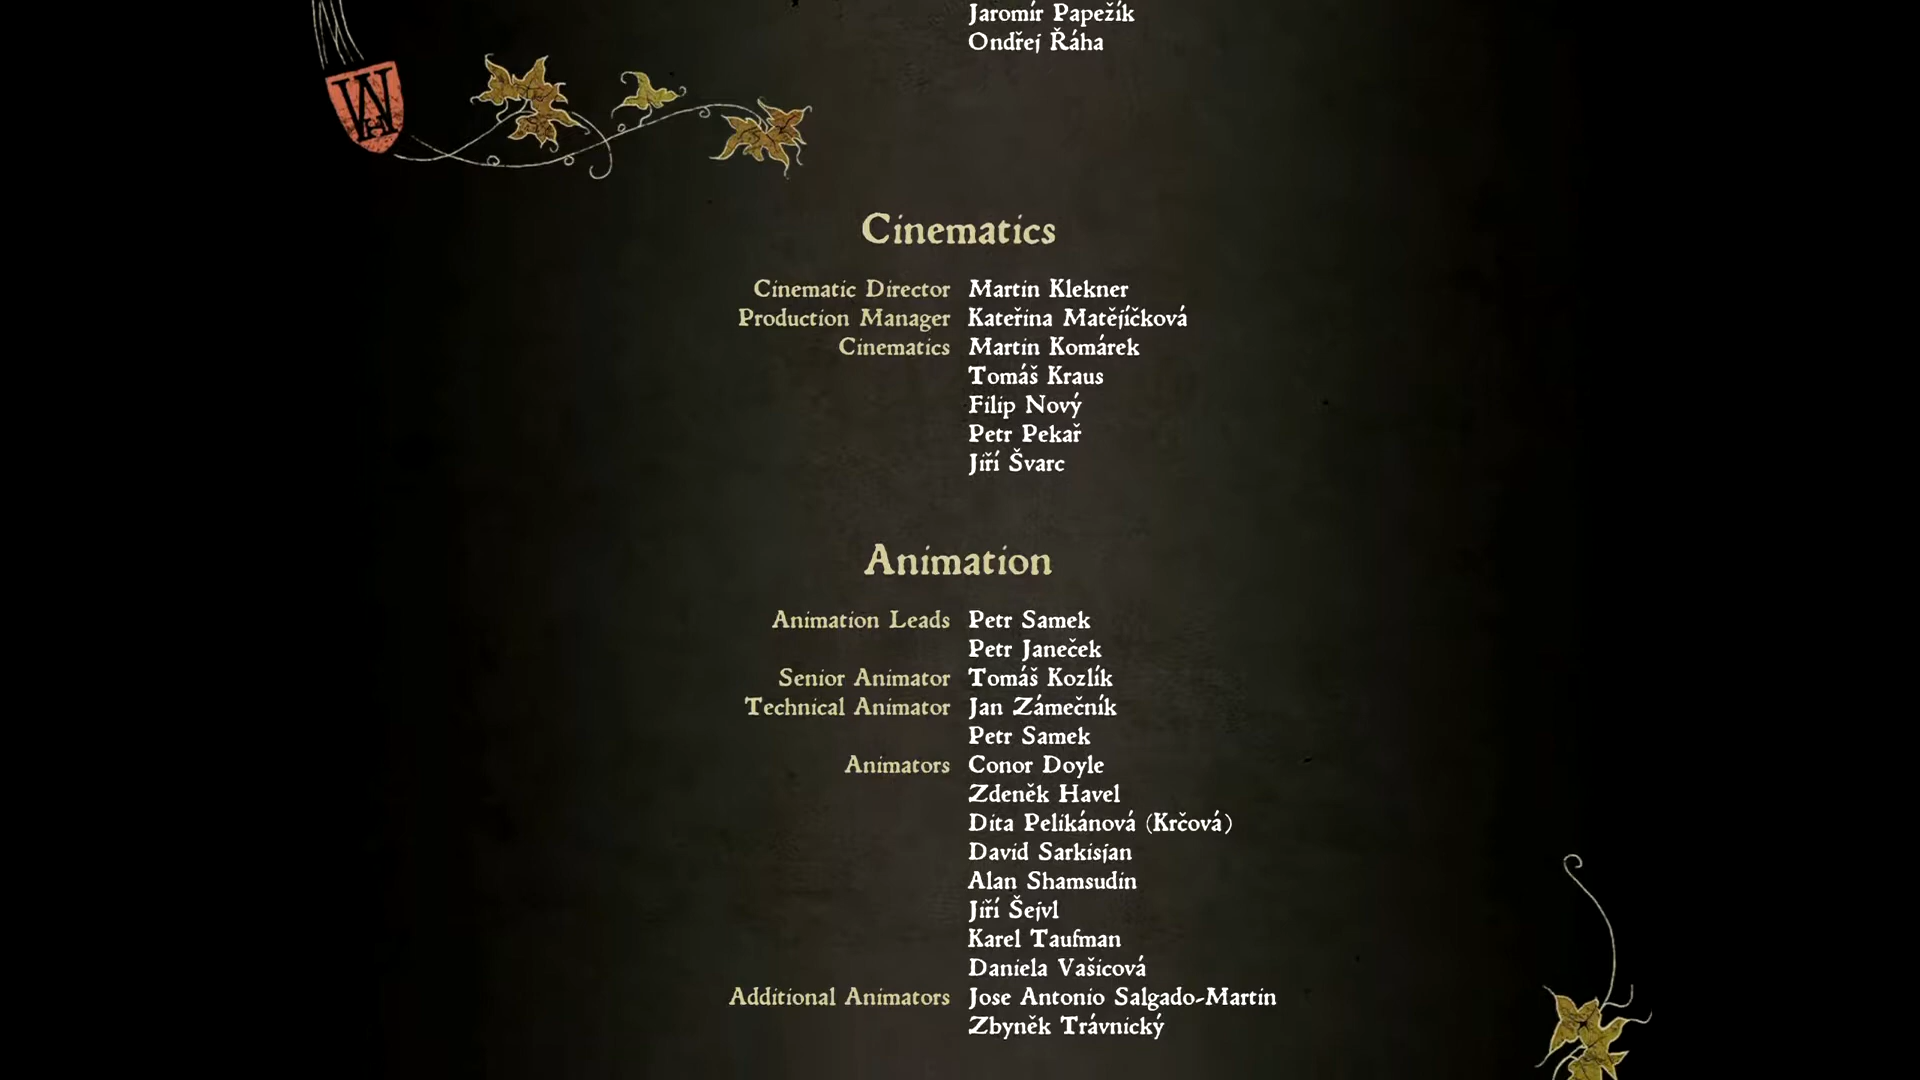 Jaromír Papežík
Ondřej Řáha
WH
Cinematics
Cinematic Director Martin Klekner
Production Manager Kateřina Matějíčková
Cinematics Martin Komárek
Tomáš Kraus
Filip Nový
Petr Pekař
Jiří Švarc
Animation
Animation Leads Petr Samek
Petr Janeček
Senior Animator Tomáš Kozlík
Technical Animator Jan Zámečník
Petr Samek
Animators Conor Doyle
Zdeněk Havel
Dita Pelikánová (Krčová)
David Sarkisjan
Alan Shamsudin
Jiří Šejvl
Karel Taufman
Daniela Vašicová
Additional Animators Jose Antonio Salgado-Martin
Zbyněk Trávnický